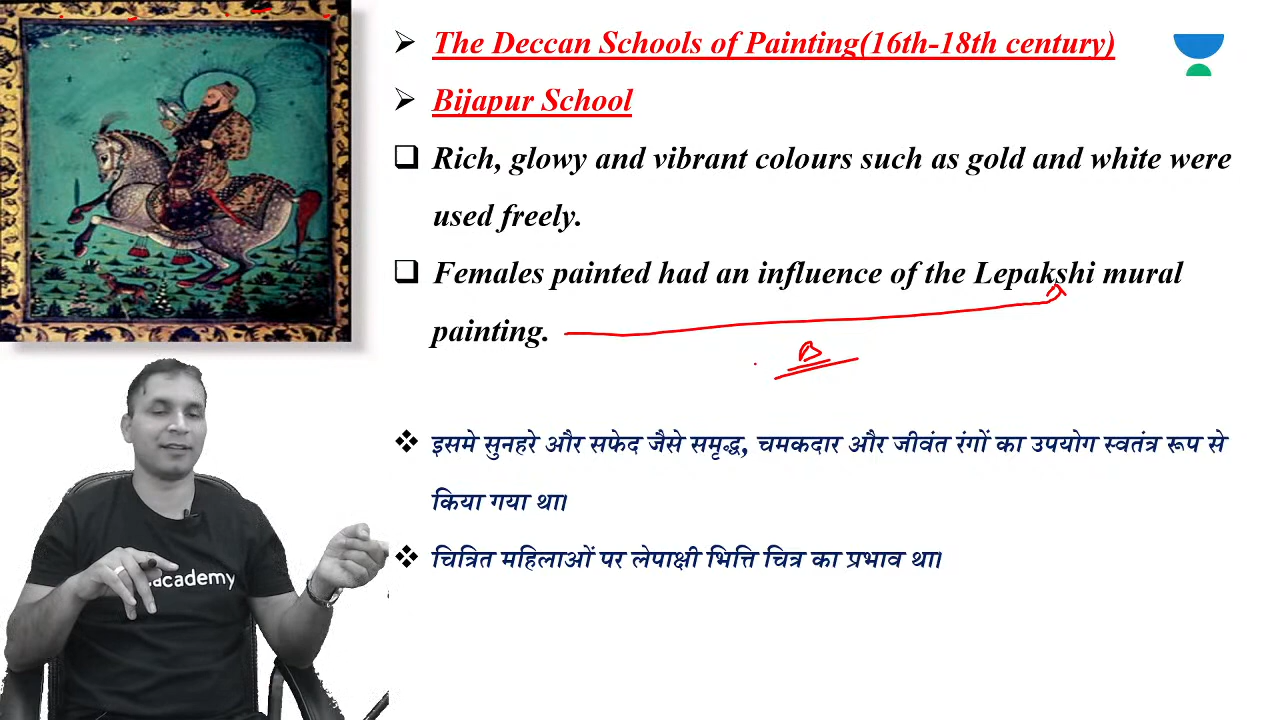 The Deccan Schools of Painting(16th-18th century)
Bijapur School
Rich, glowy and vibrant colours such as gold and white were
used freely.
Females painted had an influence of the Lepakshi mural
painting.
B
इसमे सुनहरे और सफेद जैसे समृद्ध, चमकदार और जीवंत रंगों का उपयोग स्वतंत्र रूप से
किया गया था।
चित्रित महिलाओं पर लेपाक्षी भित्ति चित्र का प्रभाव था।
academy